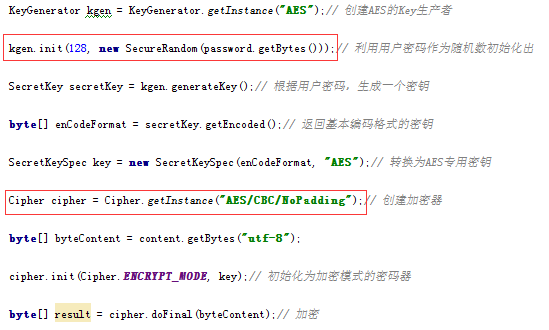 KeyGenerator kgen = KeyGenerator.getInstance("AES");// 创建AES的Key生产者
kgen.init(128, new SecureRandom(password.getBytes()));// 利用用户密码作为随机数初始化出
SecretKey secretKey = kgen.generateKey();// 根据用户密码，生成一个密钥
byte[] enCodeFormat = secretKey.getEncoded();// 返回基本编码格式的密钥
SecretKeySpec key = new SecretKeySpec(enCodeFormat, "AES");// 转换为AES专用密钥
Cipher cipher = Cipher.getInstance("AES/CBC/NoPadding");// 创建加密器
byte[] byteContent = content.getBytes("utf-8");
cipher.init(Cipher.ENCRYPT_MODE, key);// 初始化为加密模式的密码器
byte[] result = cipher.doFinal(byteContent);// 加密